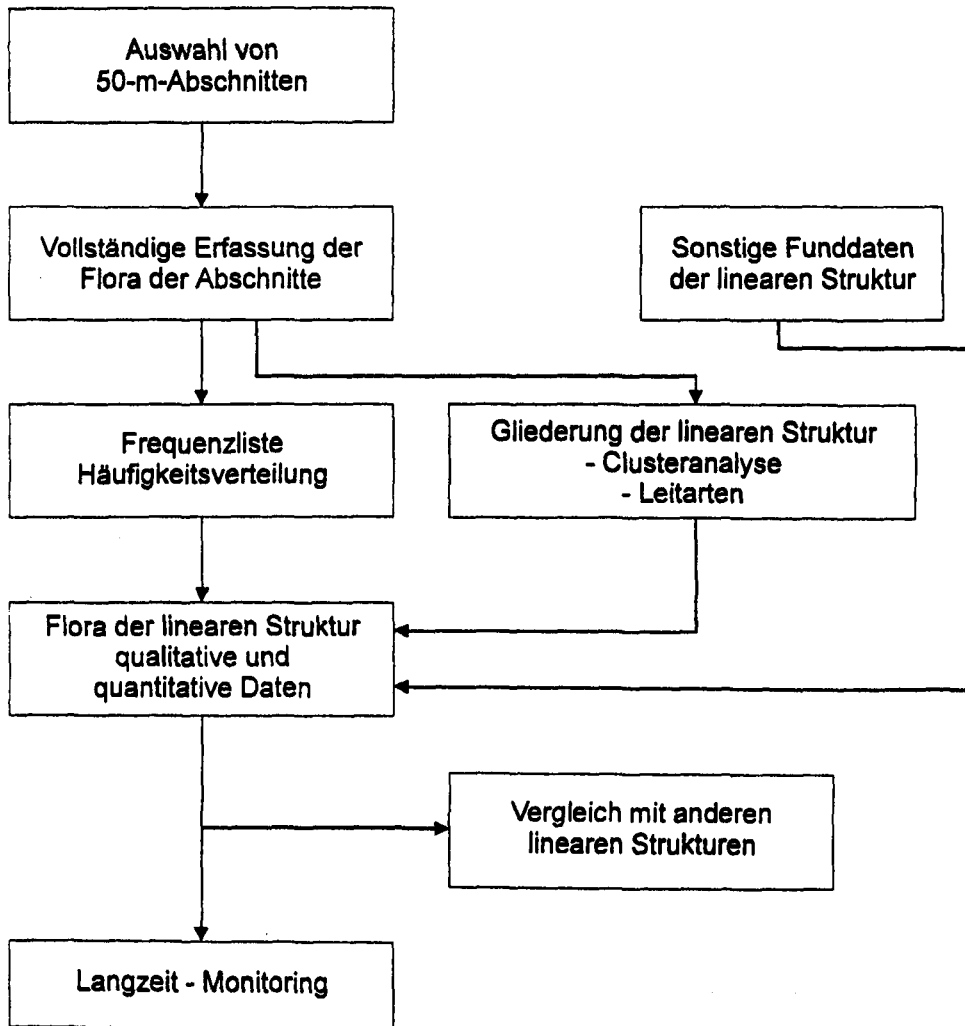 Auswahl von
50-m-Abschnitten
Vollständige Erfassung der
Flora der Abschnitte
Sonstige Funddaten
der linearen Struktur
Frequenzliste
Häufigkeitsverteilung
Gliederung der linearen Struktur
- Clusteranalyse
- Leitarten
Flora der linearen Struktur
qualitative und
quantitative Daten
Vergleich mit anderen
linearen Strukturen
Langzeit - Monitoring